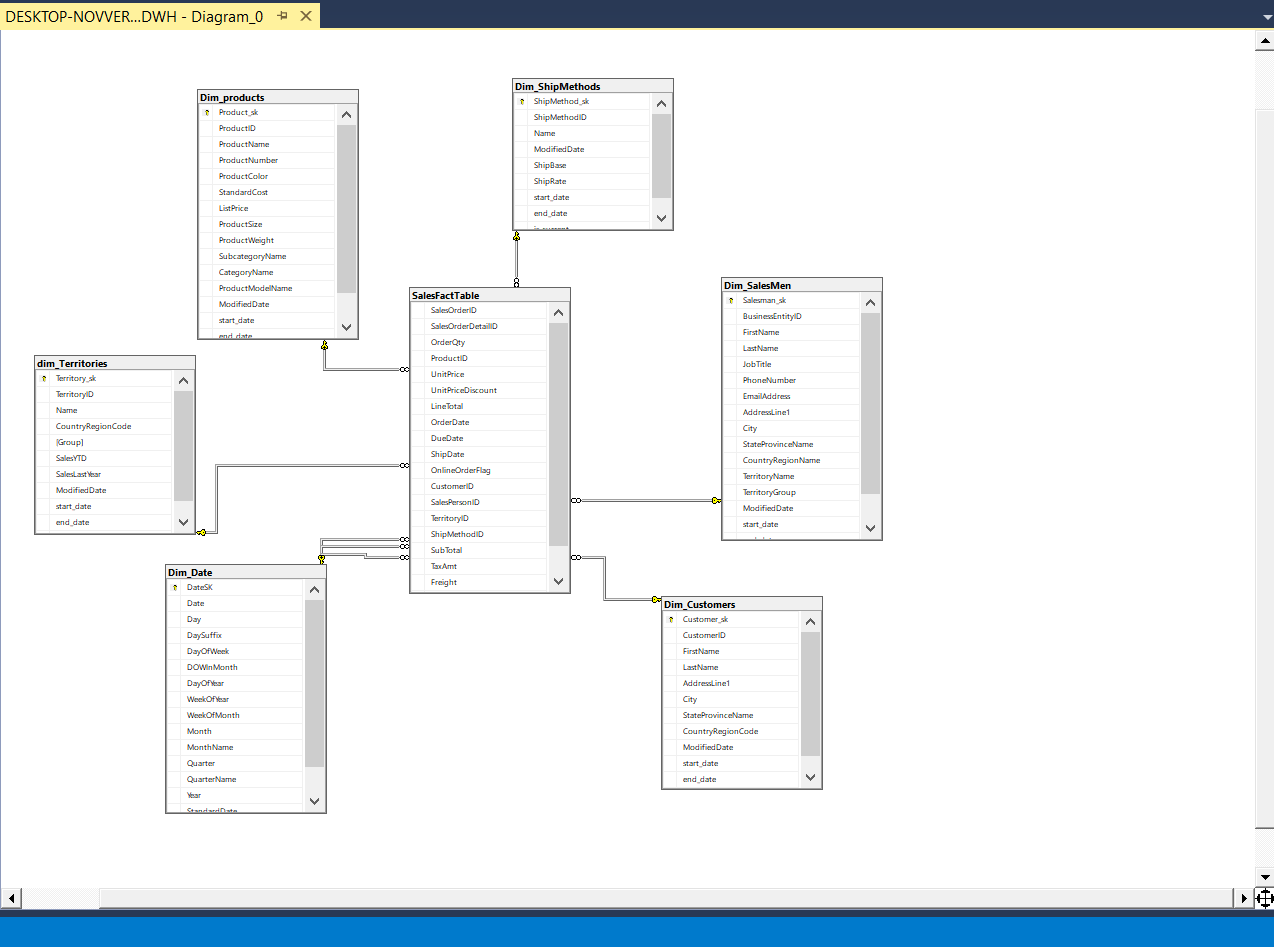 DESKTOP-NOVVER...DWH - Diagram_0
Dim_products
Product_sk
ProductID
ProductName
ProductNumber
ProductColor
StandardCost
ListPrice
ProductSize
ProductWeight
SubcategoryName
CategoryName
ProductModelName
ModifiedDate
start_date
end_date
Dim_ShipMethods
ShipMethod_sk
ShipMethodID
Name
ModifiedDate
ShipBase
ShipRate
start_date
end_date
is_current
SalesFactTable
SalesOrderID
SalesOrderDetailID
OrderQty
ProductID
UnitPrice
UnitPriceDiscount
LineTotal
OrderDate
DueDate
ShipDate
OnlineOrderFlag
CustomerID
SalesPersonID
TerritoryID
ShipMethodID
SubTotal
TaxAmt
Freight
Dim_SalesMen
Salesman_sk
BusinessEntityID
FirstName
LastName
JobTitle
PhoneNumber
EmailAddress
AddressLine1
City
StateProvinceName
CountryRegionName
TerritoryName
TerritoryGroup
ModifiedDate
start_date
dim_Territories
Territory_sk
TerritoryID
Name
CountryRegionCode
[Group]
SalesYTD
SalesLastYear
ModifiedDate
start_date
end_date
Dim_Date
DateSK
Date
Day
DaySuffix
DayOfWeek
DOWInMonth
DayOfYear
WeekOfYear
WeekOfMonth
Month
MonthName
Quarter
QuarterName
Year
StandardDate
Dim_Customers
Customer_sk
CustomerID
FirstName
LastName
AddressLine1
City
StateProvinceName
CountryRegionCode
ModifiedDate
start_date
end_date